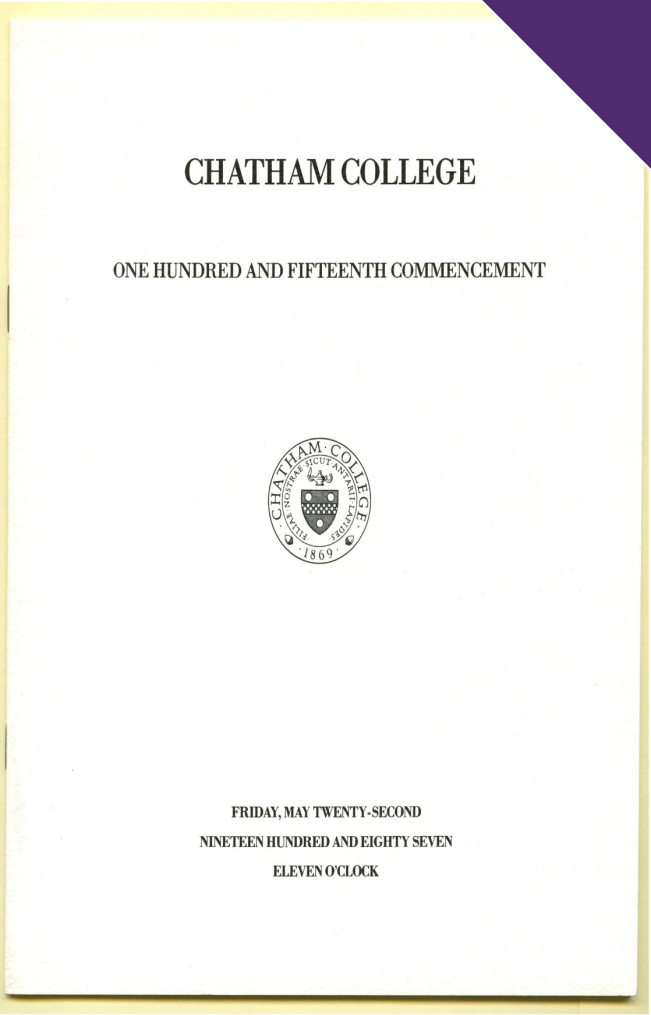 CHATHAM COLLEGE
ONE HUNDRED AND FIFTEENTH COMMENCEMENT
· CHATHAM · COLLEGE ·
FILIAE · NOSTRAE · SICUT · ANTARII · LAPIDES ·
· 1869 ·
FRIDAY, MAY TWENTY-SECOND
NINETEEN HUNDRED AND EIGHTY SEVEN
ELEVEN O'CLOCK